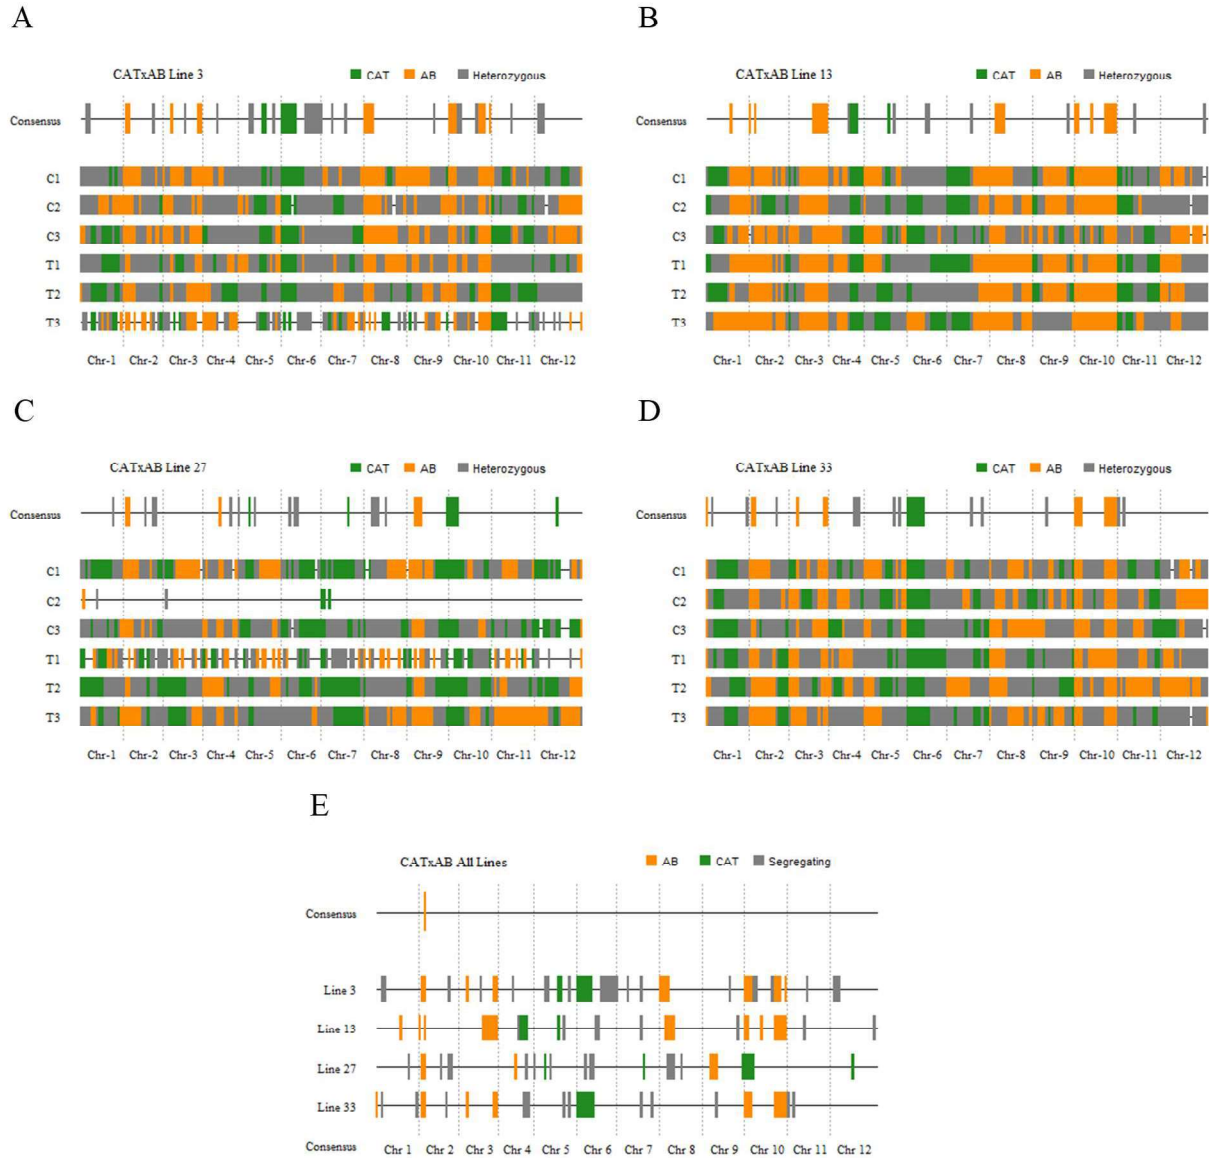 A
CATxAB Line 3
CAT AB Heterozygous
Consensus
C1
C2
C3
T1
T2
T3
Chr-1 Chr-2 Chr-3 Chr-4 Chr-5 Chr-6 Chr-7 Chr-8 Chr-9 Chr-10 Chr-11 Chr-12
B
CATxAB Line 13
CAT AB Heterozygous
Consensus
C1
C2
C3
T1
T2
T3
Chr-1 Chr-2 Chr-3 Chr-4 Chr-5 Chr-6 Chr-7 Chr-8 Chr-9 Chr-10 Chr-11 Chr-12
C
CATxAB Line 27
CAT AB Heterozygous
Consensus
C1
C2
C3
T1
T2
T3
Chr-1 Chr-2 Chr-3 Chr-4 Chr-5 Chr-6 Chr-7 Chr-8 Chr-9 Chr-10 Chr-11 Chr-12
D
CATxAB Line 33
CAT AB Heterozygous
Consensus
C1
C2
C3
T1
T2
T3
Chr-1 Chr-2 Chr-3 Chr-4 Chr-5 Chr-6 Chr-7 Chr-8 Chr-9 Chr-10 Chr-11 Chr-12
E
CATxAB All Lines
AB CAT Segregating
Consensus
Line 3
Line 13
Line 27
Line 33
Consensus Chr 1 Chr 2 Chr 3 Chr 4 Chr 5 Chr 6 Chr 7 Chr 8 Chr 9 Chr 10 Chr 11 Chr 12